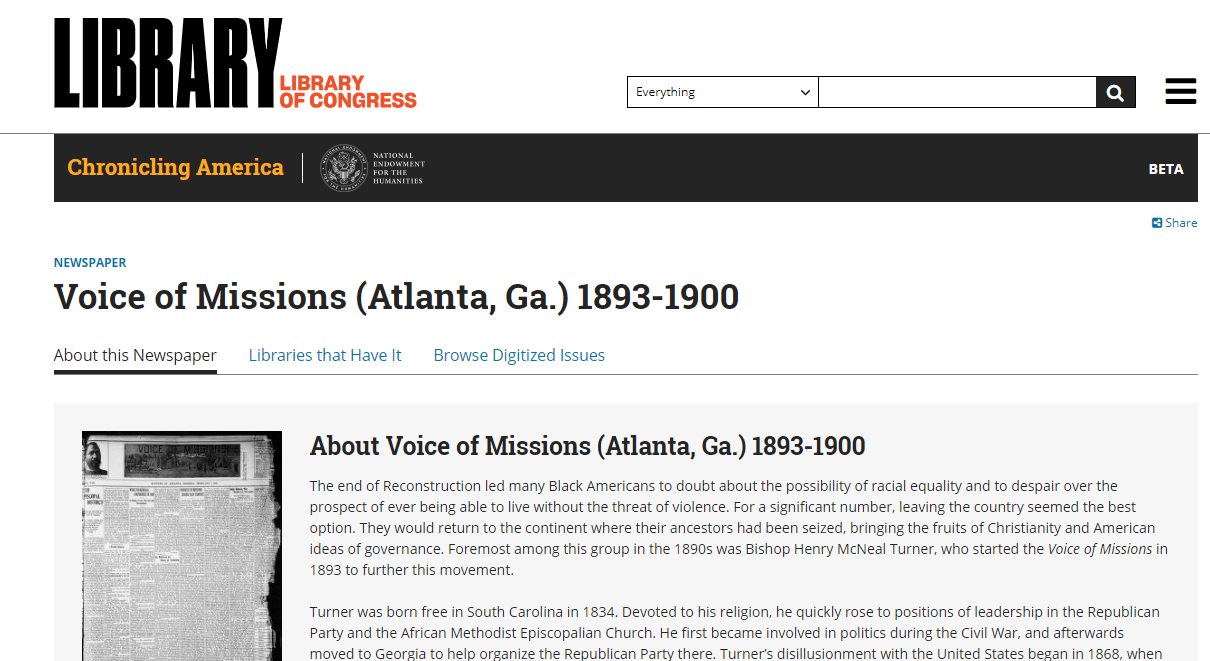 LIBRARY
LIBRARY
OF CONGRESS
Everything
Chronicling America
NATIONAL
ENDOWMENT
FOR THE
HUMANITIES
BETA
Share
NEWSPAPER
Voice of Missions (Atlanta, Ga.) 1893-1900
About this Newspaper
Libraries that Have It
Browse Digitized Issues
VOICE OF MISSIONS
About Voice of Missions (Atlanta, Ga.) 1893-1900
The end of Reconstruction led many Black Americans to doubt about the possibility of racial equality and to despair over the
prospect of ever being able to live without the threat of violence. For a significant number, leaving the country seemed the best
option. They would return to the continent where their ancestors had been seized, bringing the fruits of Christianity and American
ideas of governance. Foremost among this group in the 1890s was Bishop Henry McNeal Turner, who started the Voice of Missions in
1893 to further this movement.
Turner was born free in South Carolina in 1834. Devoted to his religion, he quickly rose to positions of leadership in the Republican
Party and the African Methodist Episcopalian Church. He first became involved in politics during the Civil War, and afterwards
moved to Georgia to help organize the Republican Party there. Turner's disillusionment with the United States began in 1868, when